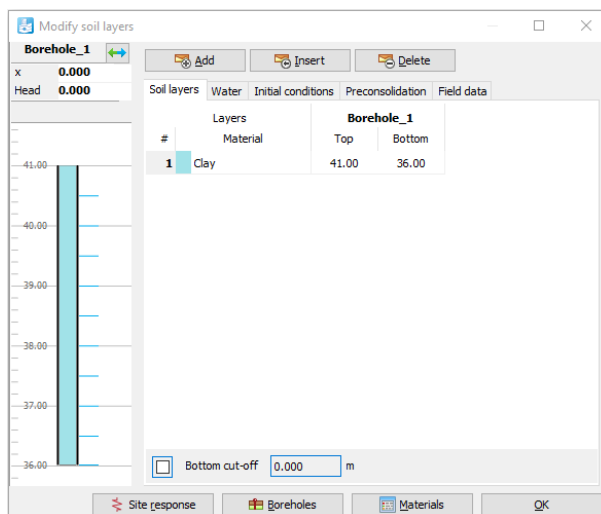 Modify soil layers
Borehole_1
x 0.000
Head 0.000
Add Insert Delete
Soil layers Water Initial conditions Preconsolidation Field data
Layers Borehole_1
# Material Top Bottom
1 Clay 41.00 36.00
41.00
40.00
39.00
38.00
37.00
36.00
Bottom cut-off 0.000 m
Site response Boreholes Materials OK